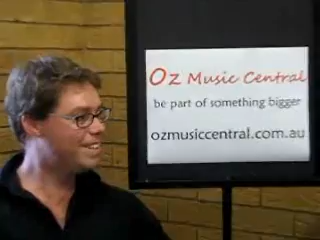 Oz Music Central
be part of something bigger
ozmusiccentral.com.au